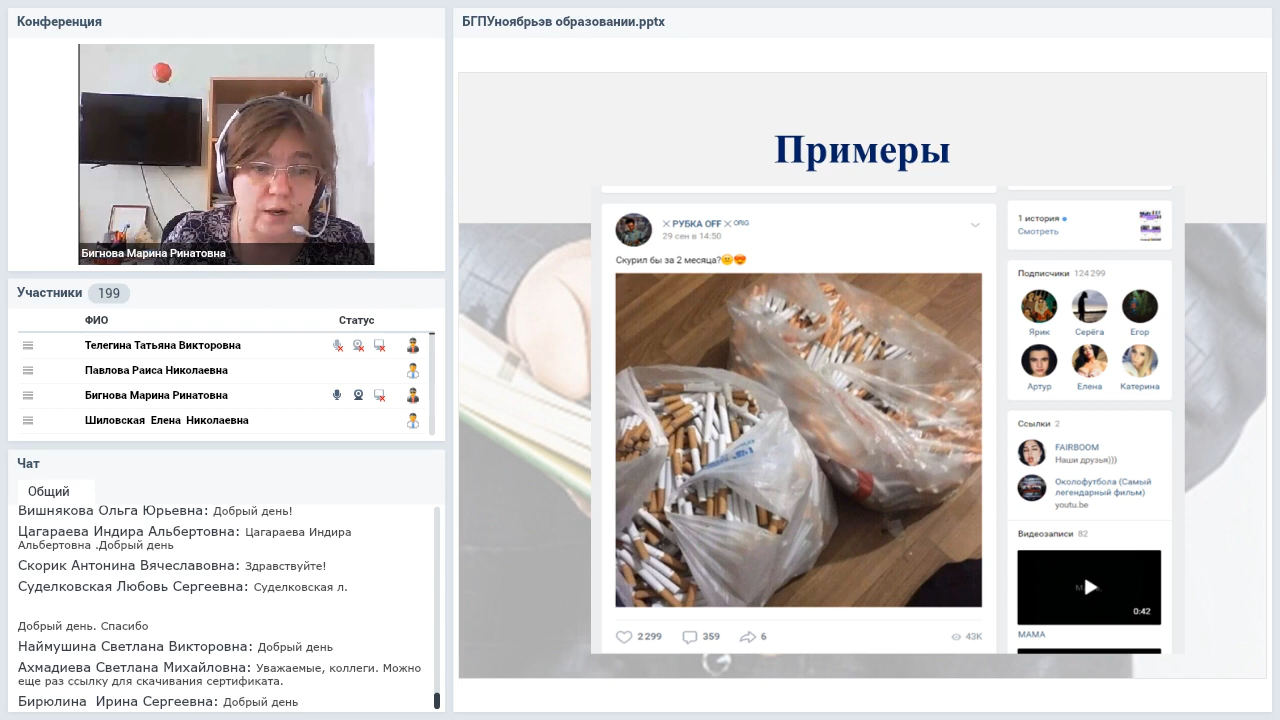 Конференция
Бигнова Марина Ринатовна
Участники 199
ФИО Статус
Телегина Татьяна Викторовна
Павлова Раиса Николаевна
Бигнова Марина Ринатовна
Шиловская Елена Николаевна
Чат
Общий
Вишнякова Ольга Юрьевна: Добрый день!
Цагараева Индира Альбертовна: Цагараева Индира
Альбертовна .Добрый день
Скорик Антонина Вячеславовна: Здравствуйте!
Суделковская Любовь Сергеевна: Суделковская л.
Добрый день. Спасибо
Наймушина Светлана Викторовна: Добрый день
Ахмадиева Светлана Михайловна: Уважаемые, коллеги. Можно
еще раз ссылку для скачивания сертификата.
Бирюлина Ирина Сергеевна: Добрый день
БГПУноябрьэв образовании.pptx
Примеры
РУБКА OFF ORIG
29 сен в 14:50
Скурил бы за 2 месяца?
2 299 359 6 43K
1 история
Смотреть
Подписчики 124 299
Ярик Серёга Егор
Артур Елена Катерина
Ссылки 2
FAIRBOOM
Наши друзья)))
Околофутбола (Самый
легендарный фильм)
youtu.be
Видеозаписи 82
0:42
МАМА